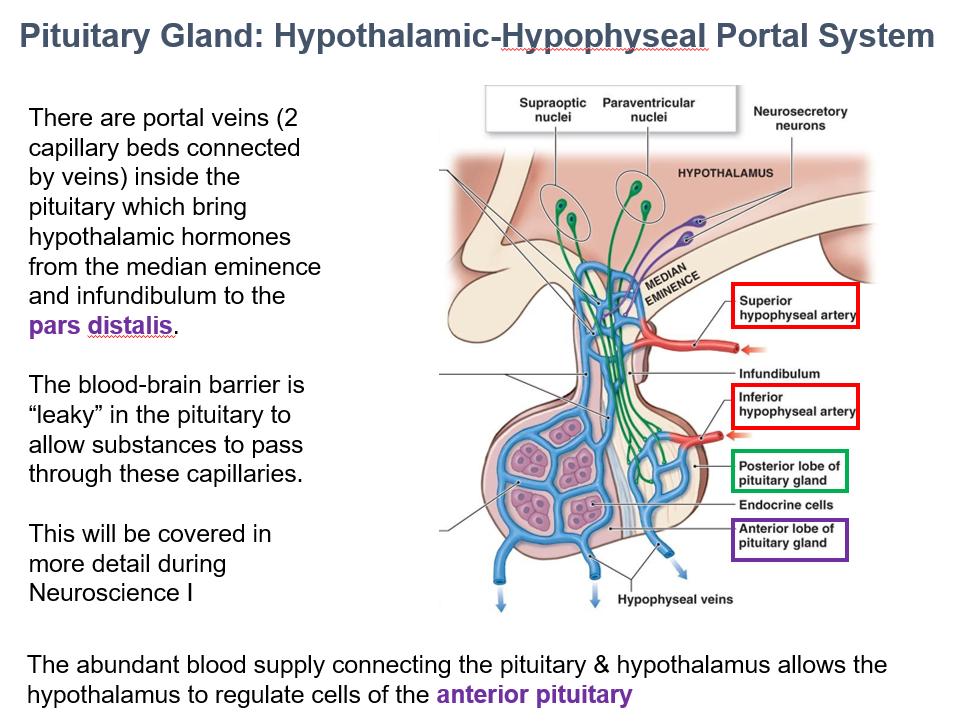 Pituitary Gland: Hypothalamic-Hypophyseal Portal System
There are portal veins (2
capillary beds connected
by veins) inside the
pituitary which bring
hypothalamic hormones
from the median eminence
and infundibulum to the
pars distalis.
The blood-brain barrier is
“leaky” in the pituitary to
allow substances to pass
through these capillaries.
This will be covered in
more detail during
Neuroscience I
Supraoptic
nuclei
Paraventricular
nuclei
Neurosecretory
neurons
HYPOTHALAMUS
MEDIAN
EMINENCE
Superior
hypophyseal artery
Infundibulum
Inferior
hypophyseal artery
Posterior lobe of
pituitary gland
Endocrine cells
Anterior lobe of
pituitary gland
Hypophyseal veins
The abundant blood supply connecting the pituitary & hypothalamus allows the
hypothalamus to regulate cells of the anterior pituitary